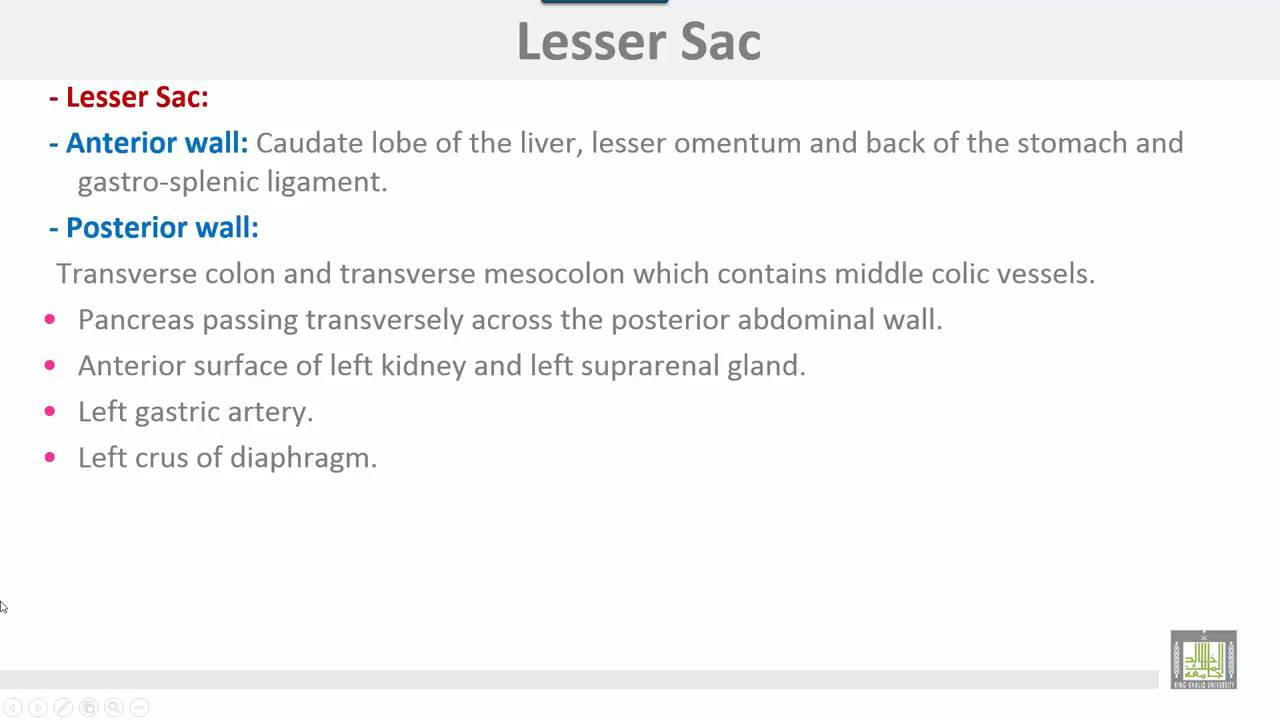 Lesser Sac
- Lesser Sac:
- Anterior wall: Caudate lobe of the liver, lesser omentum and back of the stomach and
gastro-splenic ligament.
- Posterior wall:
Transverse colon and transverse mesocolon which contains middle colic vessels.
• Pancreas passing transversely across the posterior abdominal wall.
• Anterior surface of left kidney and left suprarenal gland.
• Left gastric artery.
• Left crus of diaphragm.
KING KHALID UNIVERSITY